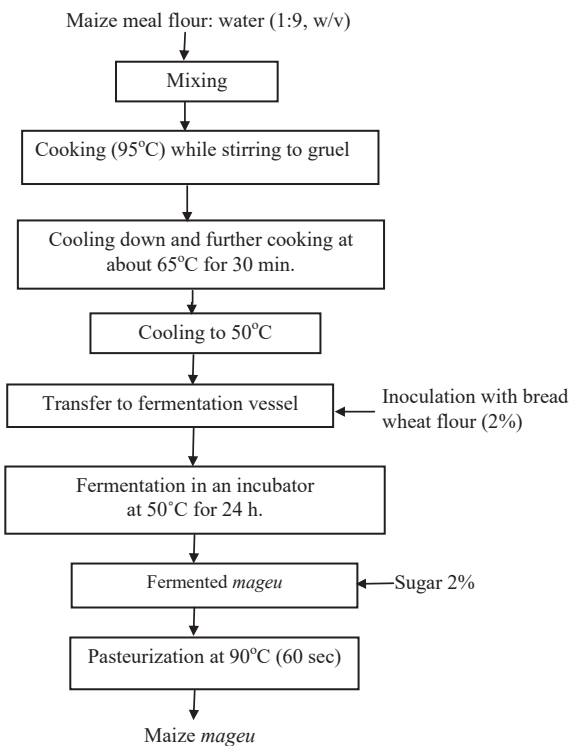 Maize meal flour: water (1:9, w/v)
Mixing
Cooking (95°C) while stirring to gruel
Cooling down and further cooking at
about 65°C for 30 min.
Cooling to 50°C
Transfer to fermentation vessel
Inoculation with bread
wheat flour (2%)
Fermentation in an incubator
at 50°C for 24 h.
Fermented mageu
Sugar 2%
Pasteurization at 90°C (60 sec)
Maize mageu